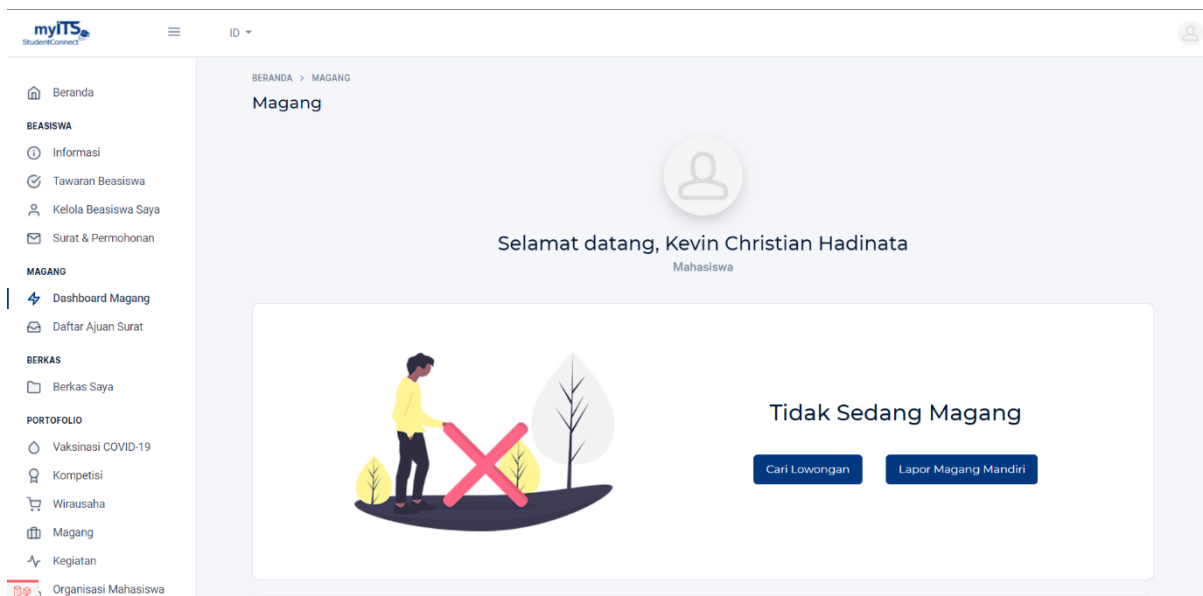 myITS
StudentConnect
ID
Beranda
BEASISWA
Informasi
Tawaran Beasiswa
Kelola Beasiswa Saya
Surat & Permohonan
MAGANG
Dashboard Magang
Daftar Ajuan Surat
BERKAS
Berkas Saya
PORTOFOLIO
Vaksinasi COVID-19
Kompetisi
Wirausaha
Magang
Kegiatan
Organisasi Mahasiswa
BERANDA > MAGANG
Magang
Selamat datang, Kevin Christian Hadinata
Mahasiswa
Tidak Sedang Magang
Cari Lowongan
Lapor Magang Mandiri